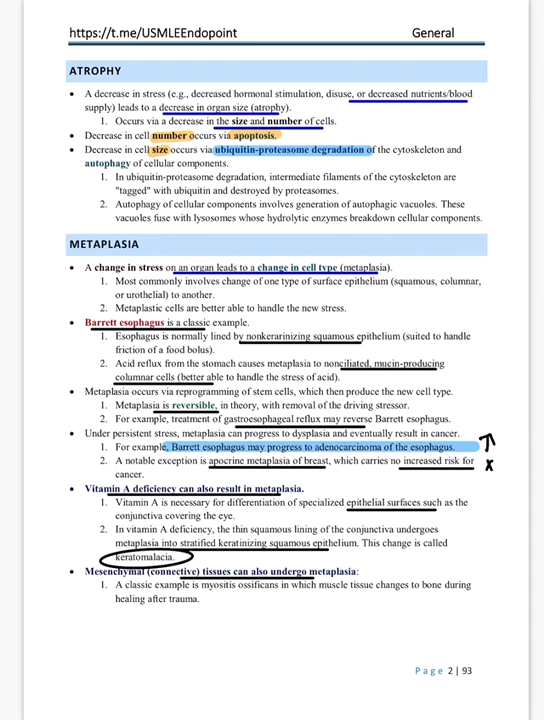 https://t.me/USMLEEndopoint General
ATROPHY
• A decrease in stress (e.g., decreased hormonal stimulation, disuse, or decreased nutrients/blood
supply) leads to a decrease in organ size (atrophy).
1. Occurs via a decrease in the size and number of cells.
• Decrease in cell number occurs via apoptosis.
• Decrease in cell size occurs via ubiquitin-proteasome degradation of the cytoskeleton and
autophagy of cellular components.
1. In ubiquitin-proteasome degradation, intermediate filaments of the cytoskeleton are
"tagged" with ubiquitin and destroyed by proteasomes.
2. Autophagy of cellular components involves generation of autophagic vacuoles. These
vacuoles fuse with lysosomes whose hydrolytic enzymes breakdown cellular components.
METAPLASIA
• A change in stress on an organ leads to a change in cell type (metaplasia).
1. Most commonly involves change of one type of surface epithelium (squamous, columnar,
or urothelial) to another.
2. Metaplastic cells are better able to handle the new stress.
• Barrett esophagus is a classic example.
1. Esophagus is normally lined by nonkerarinizing squamous epithelium (suited to handle
friction of a food bolus).
2. Acid reflux from the stomach causes metaplasia to nonciliated, mucin-producing
columnar cells (better able to handle the stress of acid).
• Metaplasia occurs via reprogramming of stem cells, which then produce the new cell type.
1. Metaplasia is reversible, in theory, with removal of the driving stressor.
2. For example, treatment of gastroesophageal reflux may reverse Barrett esophagus.
• Under persistent stress, metaplasia can progress to dysplasia and eventually result in cancer.
1. For example, Barrett esophagus may progress to adenocarcinoma of the esophagus.
2. A notable exception is apocrine metaplasia of breast, which carries no increased risk for
cancer.
• Vitamin A deficiency can also result in metaplasia.
1. Vitamin A is necessary for differentiation of specialized epithelial surfaces such as the
conjunctiva covering the eye.
2. In vitamin A deficiency, the thin squamous lining of the conjunctiva undergoes
metaplasia into stratified keratinizing squamous epithelium. This change is called
keratomalacia.
• Mesenchymal (connective) tissues can also undergo metaplasia:
1. A classic example is myositis ossificans in which muscle tissue changes to bone during
healing after trauma.
Page 2 | 93